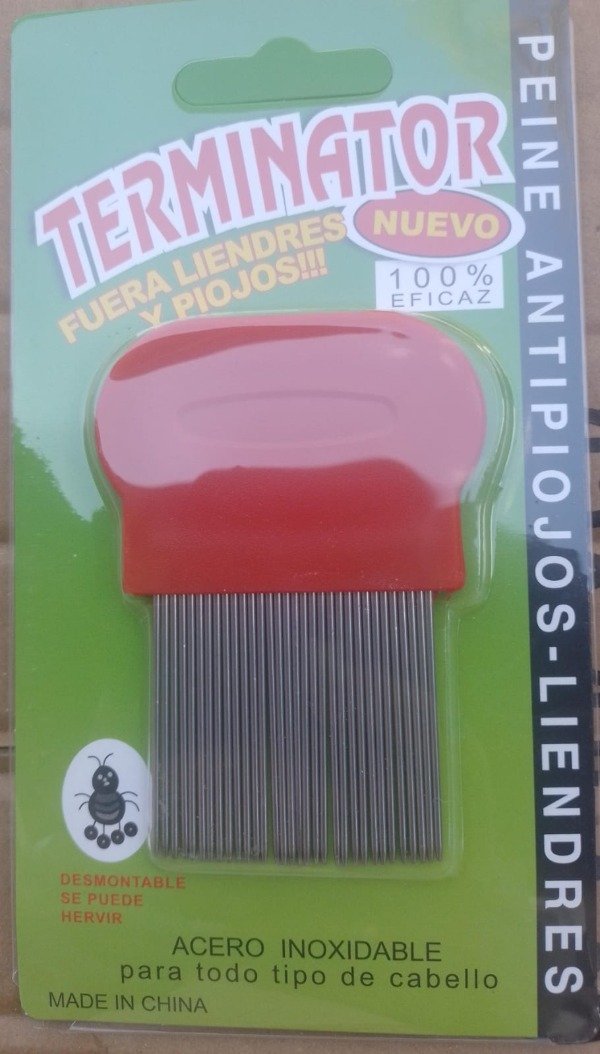 TERMINATOR
FUERA LIENDRES
Y PIOJOS!!!
NUEVO
100%
EFICAZ
PEINE ANTIPIOJOS-LIENDRES
DESMONTABLE
SE PUEDE
HERVIR
ACERO INOXIDABLE
para todo tipo de cabello
MADE IN CHINA